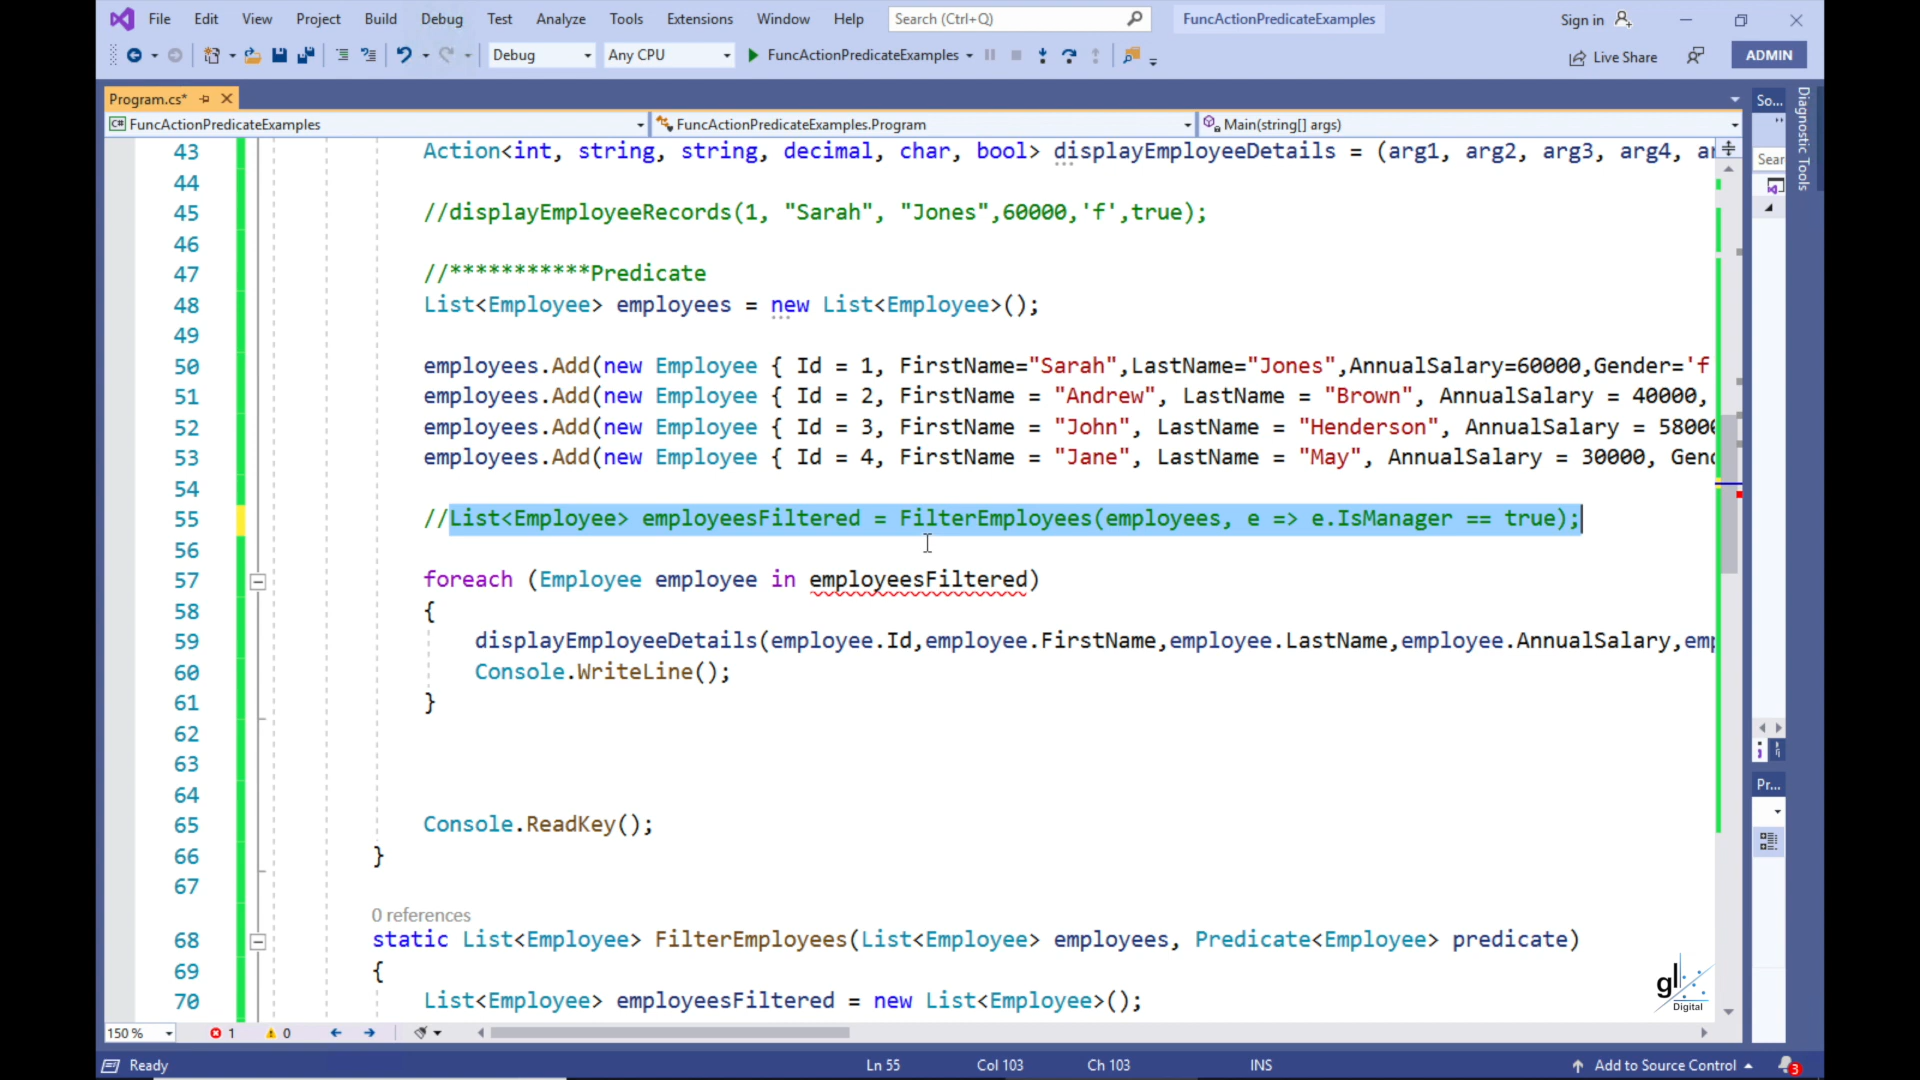 File Edit View Project Build Debug Test Analyze Tools Extensions Window Help Search (Ctrl+Q) FuncActionPredicateExamples Sign in
Debug Any CPU FuncActionPredicateExamples Live Share ADMIN
Program.cs* So...
C# FuncActionPredicateExamples FuncActionPredicateExamples.Program Main(string[] args)
Diagnostic Tools
Sear
43 Action<int, string, string, decimal, char, bool> displayEmployeeDetails = (arg1, arg2, arg3, arg4, ar
44
45 //displayEmployeeRecords(1, "Sarah", "Jones",60000,'f',true);
46
47 //***********Predicate
48 List<Employee> employees = new List<Employee>();
49
50 employees.Add(new Employee { Id = 1, FirstName="Sarah",LastName="Jones",AnnualSalary=60000,Gender='f
51 employees.Add(new Employee { Id = 2, FirstName = "Andrew", LastName = "Brown", AnnualSalary = 40000,
52 employees.Add(new Employee { Id = 3, FirstName = "John", LastName = "Henderson", AnnualSalary = 58000
53 employees.Add(new Employee { Id = 4, FirstName = "Jane", LastName = "May", AnnualSalary = 30000, Gend
54
55 //List<Employee> employeesFiltered = FilterEmployees(employees, e => e.IsManager == true);
56
57 foreach (Employee employee in employeesFiltered)
58 {
59 displayEmployeeDetails(employee.Id,employee.FirstName,employee.LastName,employee.AnnualSalary,emp
60 Console.WriteLine();
61 }
62
63
64
65 Console.ReadKey();
66 }
67
0 references
68 static List<Employee> FilterEmployees(List<Employee> employees, Predicate<Employee> predicate)
69 {
70 List<Employee> employeesFiltered = new List<Employee>();
Pr...
gl Digital
150 % 1 0
Ready Ln 55 Col 103 Ch 103 INS Add to Source Control 3